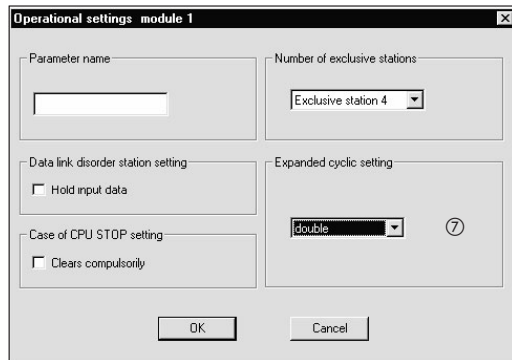 Operational settings module 1
Parameter name
Number of exclusive stations
Exclusive station 4
Data link disorder station setting
Hold input data
Expanded cyclic setting
double
⑦
Case of CPU STOP setting
Clears compulsorily
OK
Cancel